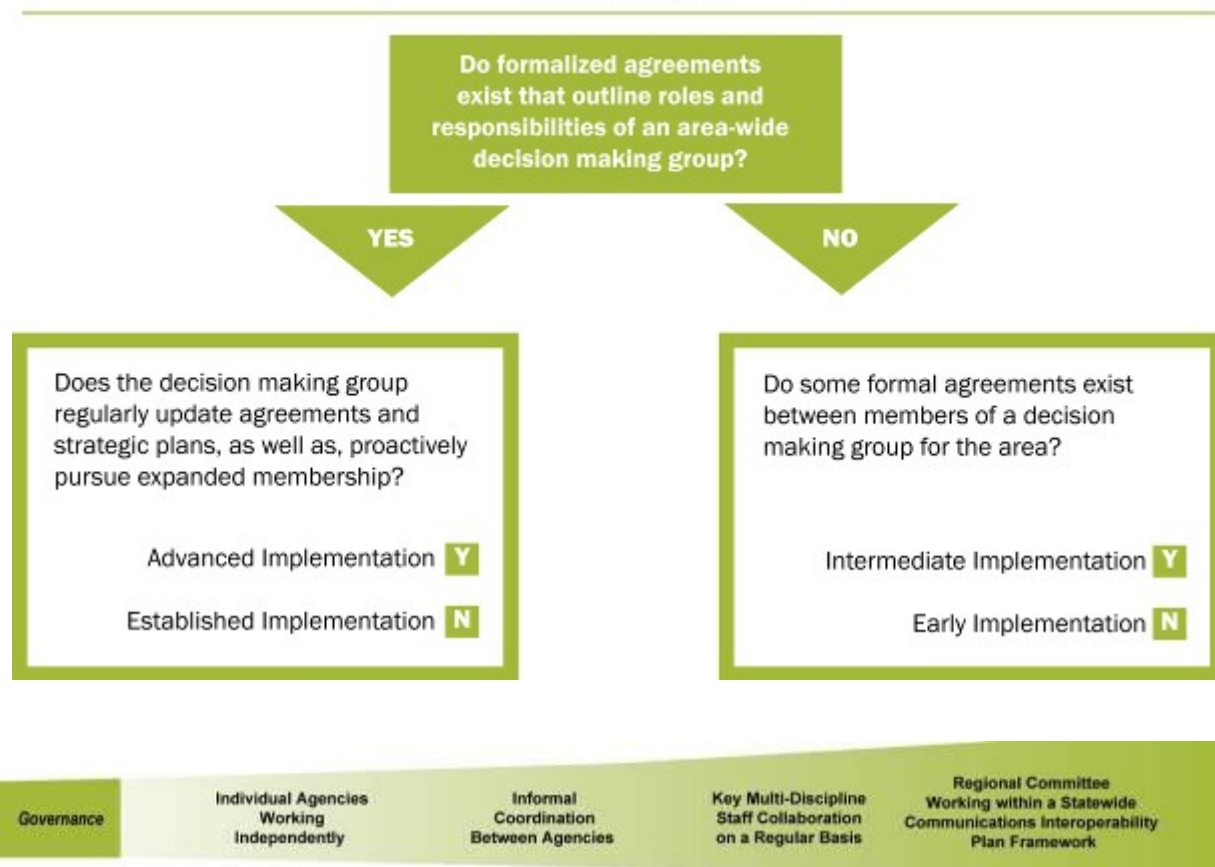 Do formalized agreements
exist that outline roles and
responsibilities of an area-wide
decision making group?
YES
NO
Does the decision making group
regularly update agreements and
strategic plans, as well as, proactively
pursue expanded membership?
Advanced Implementation Y
Established Implementation N
Do some formal agreements exist
between members of a decision
making group for the area?
Intermediate Implementation Y
Early Implementation N
Governance
Individual Agencies
Working
Independently
Informal
Coordination
Between Agencies
Key Multi-Discipline
Staff Collaboration
on a Regular Basis
Regional Committee
Working within a Statewide
Communications Interoperability
Plan Framework